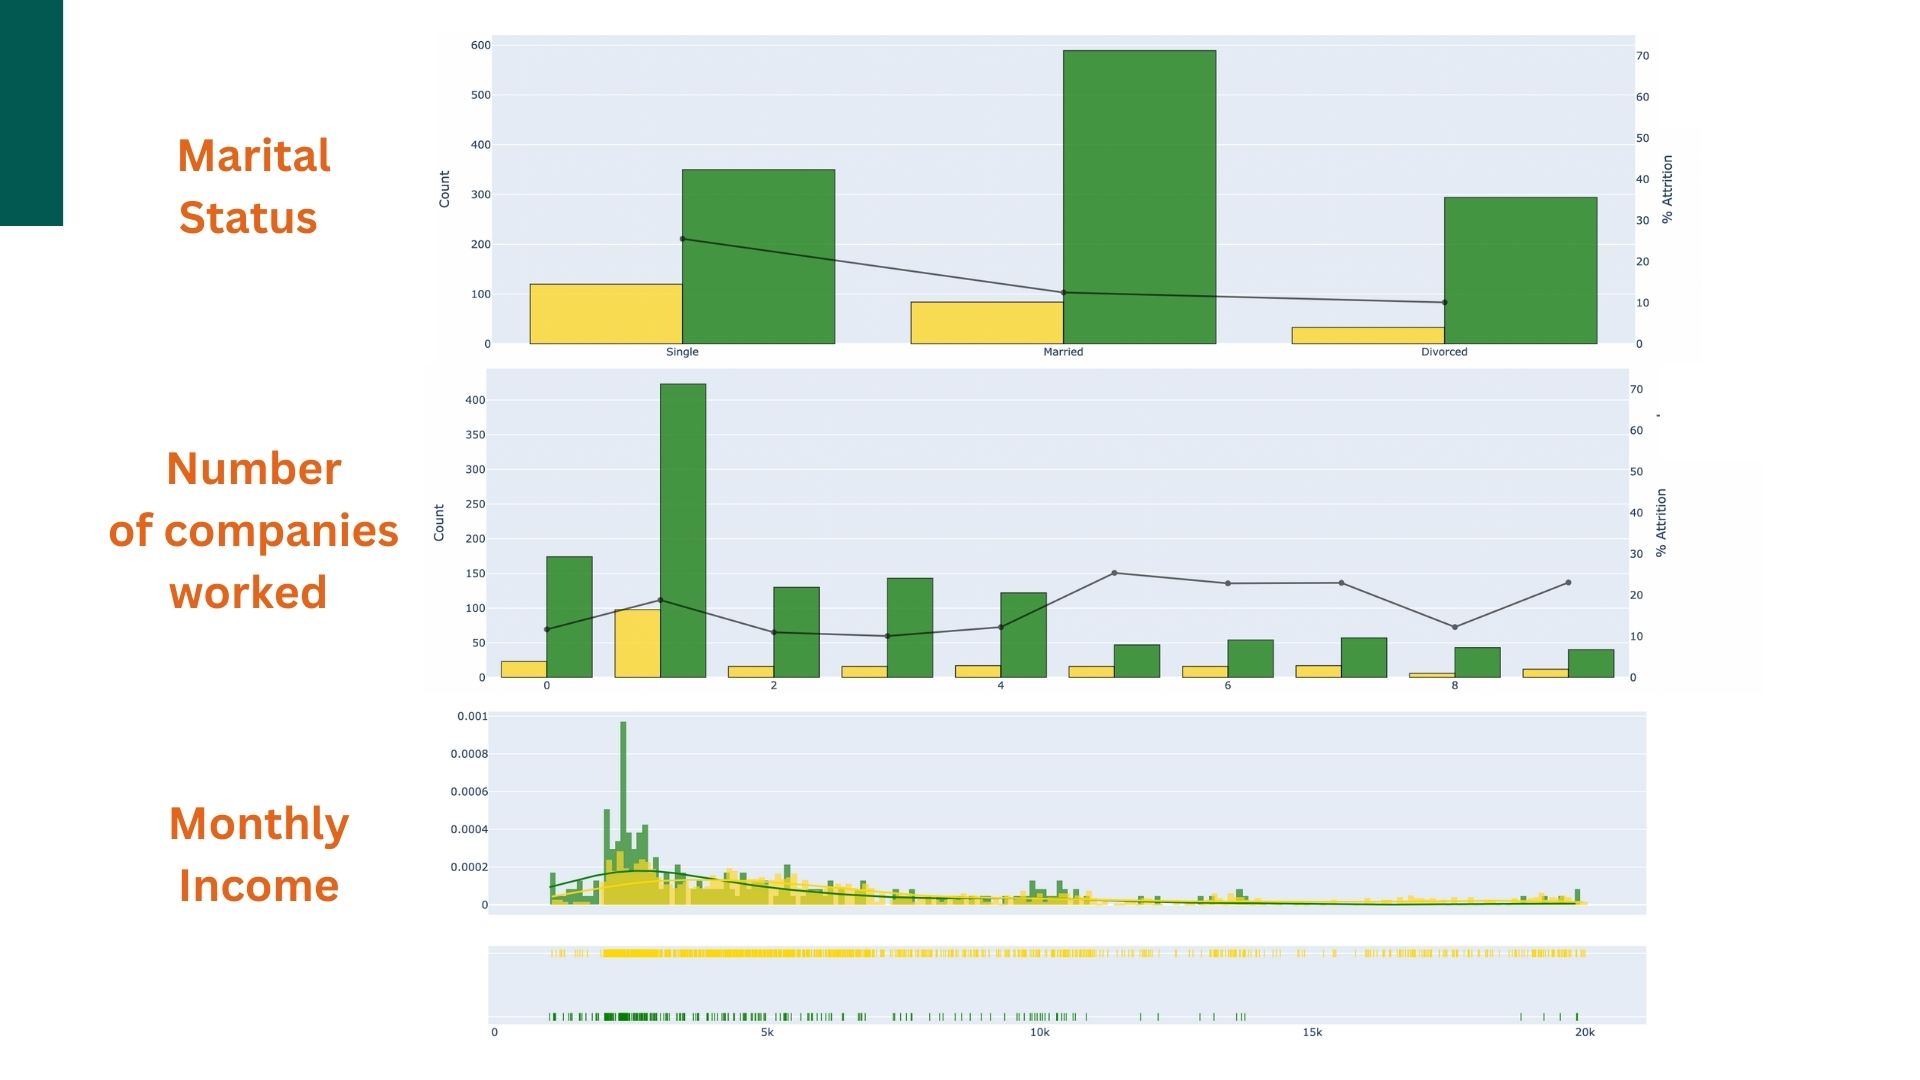 Marital
Status
600
500
400
300
200
100
0
Count
70
60
50
40
30
20
10
0
% Attrition
Single Married Divorced
Number
of companies
worked
400
350
300
250
200
150
100
50
0
Count
70
60
50
40
30
20
10
0
% Attrition
0 2 4 6 8
Monthly
Income
0.001
0.0008
0.0006
0.0004
0.0002
0
0 5k 10k 15k 20k